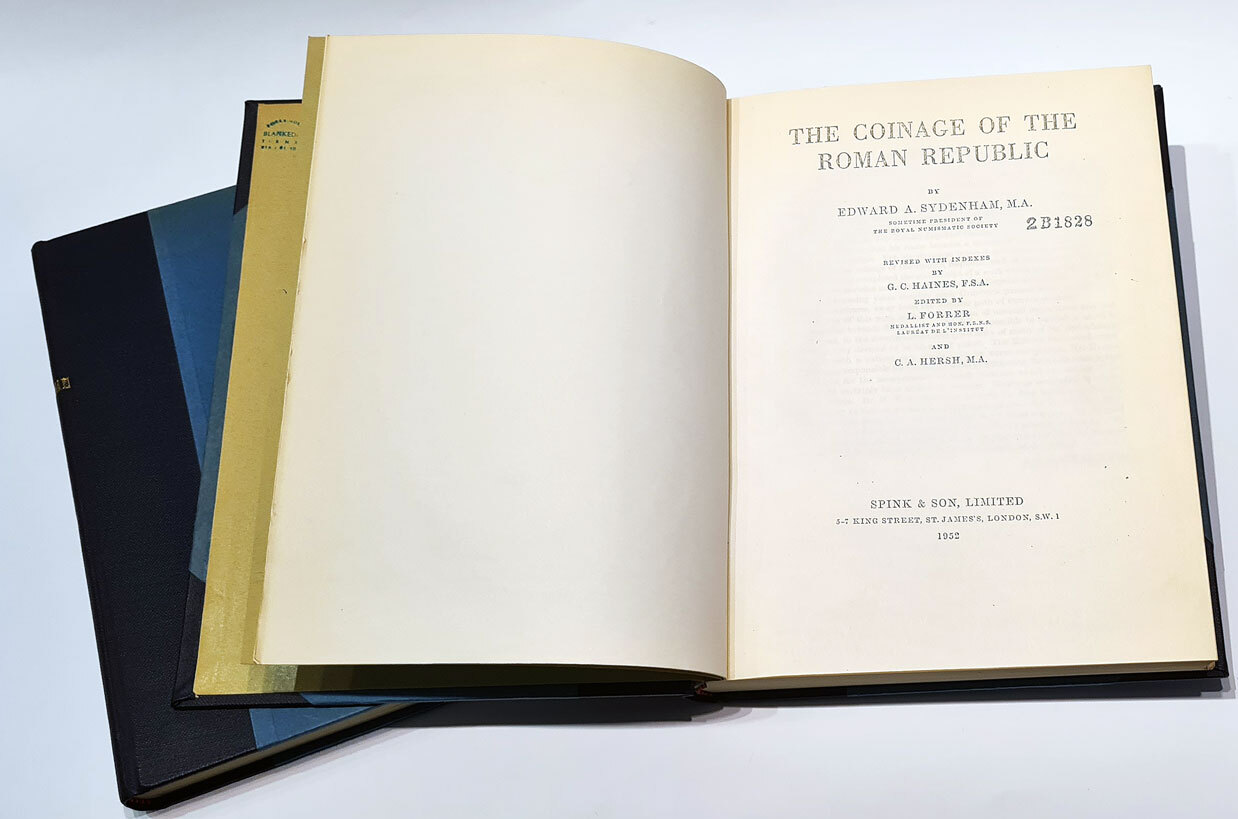 THE COINAGE OF THE
ROMAN REPUBLIC
BY
EDWARD A. SYDENHAM, M.A.
SOMETIME PRESIDENT OF
THE ROYAL NUMISMATIC SOCIETY
2B1828
REVISED WITH INDEXES
BY
G. C. HAINES, F.S.A.
EDITED BY
L. FORRER
MEDALLIST AND HON. F.R.N.S.
LAURÉAT DE L'INSTITUT
AND
C. A. HERSH, M.A.
SPINK & SON, LIMITED
5-7 KING STREET, ST. JAMES'S, LONDON, S.W. 1
1952